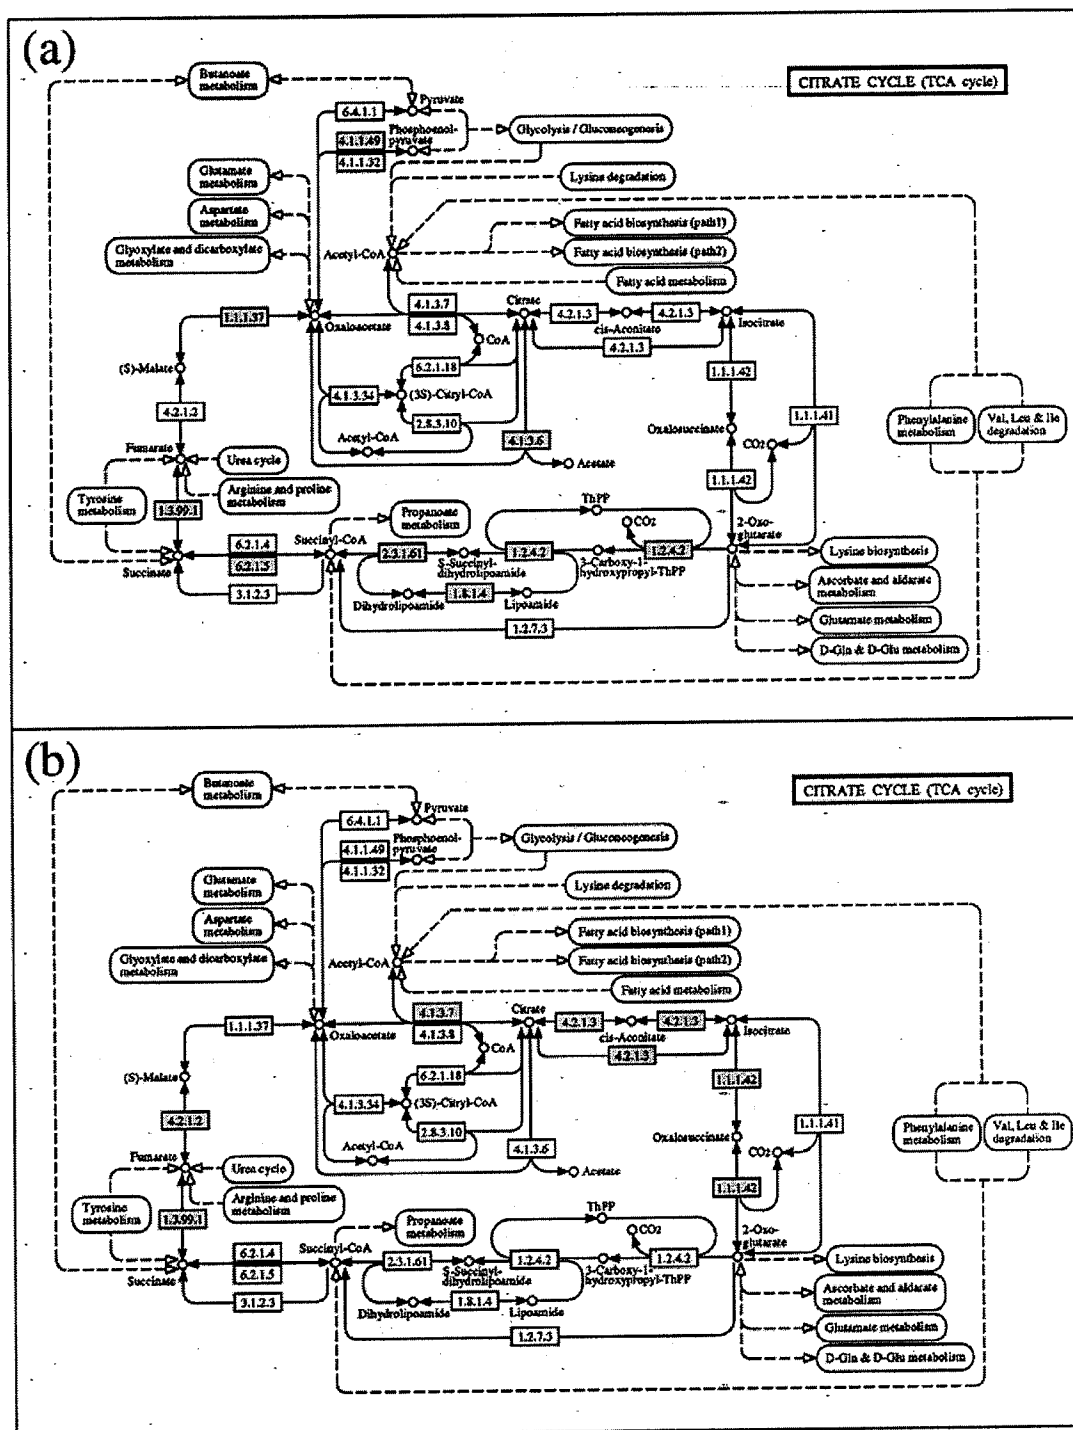 (a)
CITRATE CYCLE (TCA cycle)
Butanoate
metabolism
Pyruvate
6.4.1.1
Phosphoenol-
pyruvate
4.1.1.49
4.1.1.32
Glycolysis / Gluconeogenesis
Glutamate
metabolism
Lysine degradation
Aspartate
metabolism
Fatty acid biosynthesis (path1)
Glyoxylate and dicarboxylate
metabolism
Acetyl-CoA
Fatty acid biosynthesis (path2)
Fatty acid metabolism
1.1.1.37
Oxaloacetate
4.1.3.7
4.1.3.8
Citrate
4.2.1.3
cis-Aconitate
4.2.1.3
Isocitrate
4.2.1.3
CoA
(S)-Malate
6.2.1.18
1.1.1.42
4.1.3.34
(3S)-Citryl-CoA
4.2.1.2
2.8.3.10
Oxalosuccinate
1.1.1.41
Phenylalanine
metabolism
Val, Leu & Ile
degradation
Acetyl-CoA
4.1.3.6
CO2
Fumarate
Urea cycle
Acetate
1.1.1.42
Tyrosine
metabolism
Arginine and proline
metabolism
1.3.99.1
Propanoate
metabolism
ThPP
CO2
2-Oxo-
glutarate
Succinate
6.2.1.4
6.2.1.5
Succinyl-CoA
2.3.1.61
S-Succinyl-
dihydrolipoamide
1.2.4.2
3-Carboxy-1-
hydroxypropyl-ThPP
1.2.4.2
Lysine biosynthesis
3.1.2.3
Dihydrolipoamide
1.8.1.4
Lipoamide
Ascorbate and aldarate
metabolism
1.2.7.3
Glutamate metabolism
D-Gln & D-Glu metabolism
(b)
CITRATE CYCLE (TCA cycle)
Butanoate
metabolism
Pyruvate
6.4.1.1
Phosphoenol-
pyruvate
4.1.1.49
4.1.1.32
Glycolysis / Gluconeogenesis
Glutamate
metabolism
Lysine degradation
Aspartate
metabolism
Fatty acid biosynthesis (path1)
Glyoxylate and dicarboxylate
metabolism
Acetyl-CoA
Fatty acid biosynthesis (path2)
Fatty acid metabolism
1.1.1.37
Oxaloacetate
4.1.3.7
4.1.3.8
Citrate
4.2.1.3
cis-Aconitate
4.2.1.3
Isocitrate
4.2.1.3
CoA
(S)-Malate
6.2.1.18
1.1.1.42
4.1.3.34
(3S)-Citryl-CoA
4.2.1.2
2.8.3.10
Oxalosuccinate
1.1.1.41
Phenylalanine
metabolism
Val, Leu & Ile
degradation
Acetyl-CoA
4.1.3.6
CO2
Fumarate
Urea cycle
Acetate
1.1.1.42
Tyrosine
metabolism
Arginine and proline
metabolism
1.3.99.1
Propanoate
metabolism
ThPP
CO2
2-Oxo-
glutarate
Succinate
6.2.1.4
6.2.1.5
Succinyl-CoA
2.3.1.61
S-Succinyl-
dihydrolipoamide
1.2.4.2
3-Carboxy-1-
hydroxypropyl-ThPP
1.2.4.2
Lysine biosynthesis
3.1.2.3
Dihydrolipoamide
1.8.1.4
Lipoamide
Ascorbate and aldarate
metabolism
1.2.7.3
Glutamate metabolism
D-Gln & D-Glu metabolism